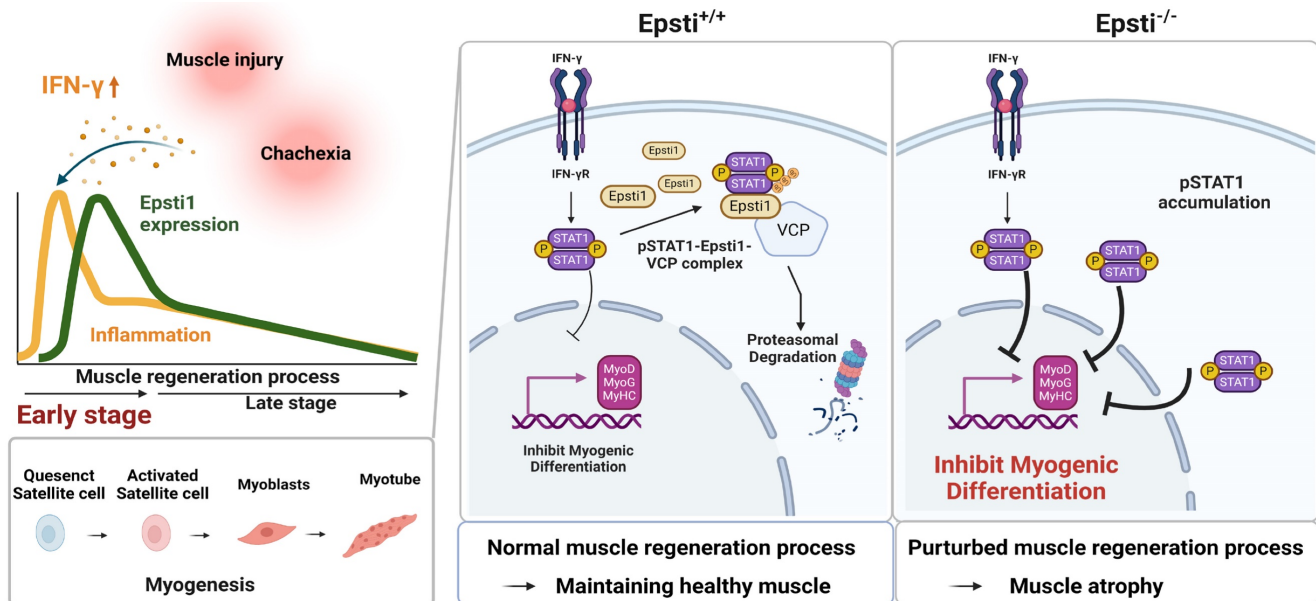 Muscle injury
IFN-γ
Chachexia
Epsti1
expression
Inflammation
Muscle regeneration process
Early stage
Late stage
Quesenct
Satellite cell
Activated
Satellite cell
Myoblasts
Myotube
Myogenesis
Epsti+/+
IFN-γ
IFN-γR
Epsti1
Epsti1
Epsti1
P
STAT1
STAT1
P
P
STAT1
STAT1
P
Epsti1
VCP
pSTAT1-Epsti1-
VCP complex
Proteasomal
Degradation
MyoD
MyoG
MyHC
Inhibit Myogenic
Differentiation
Normal muscle regeneration process
Maintaining healthy muscle
Epsti-/-
IFN-γ
IFN-γR
pSTAT1
accumulation
P
STAT1
STAT1
P
P
STAT1
STAT1
P
P
STAT1
STAT1
P
MyoD
MyoG
MyHC
Inhibit Myogenic
Differentiation
Purturbed muscle regeneration process
Muscle atrophy